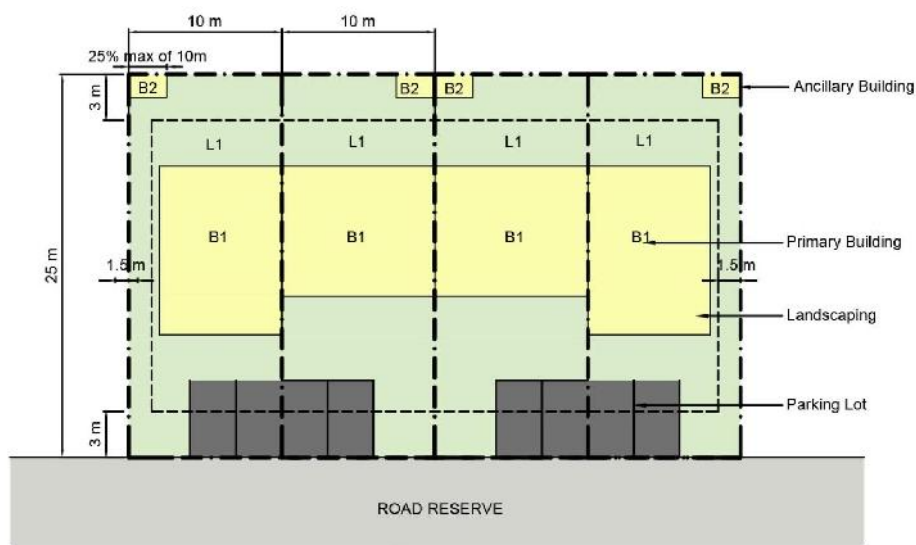 10 m
10 m
25% max of 10m
B2
B2
B2
B2
Ancillary Building
3 m
L1
L1
L1
L1
B1
B1
B1
B1
Primary Building
25 m
1.5 m
1.5 m
Landscaping
Parking Lot
3 m
ROAD RESERVE